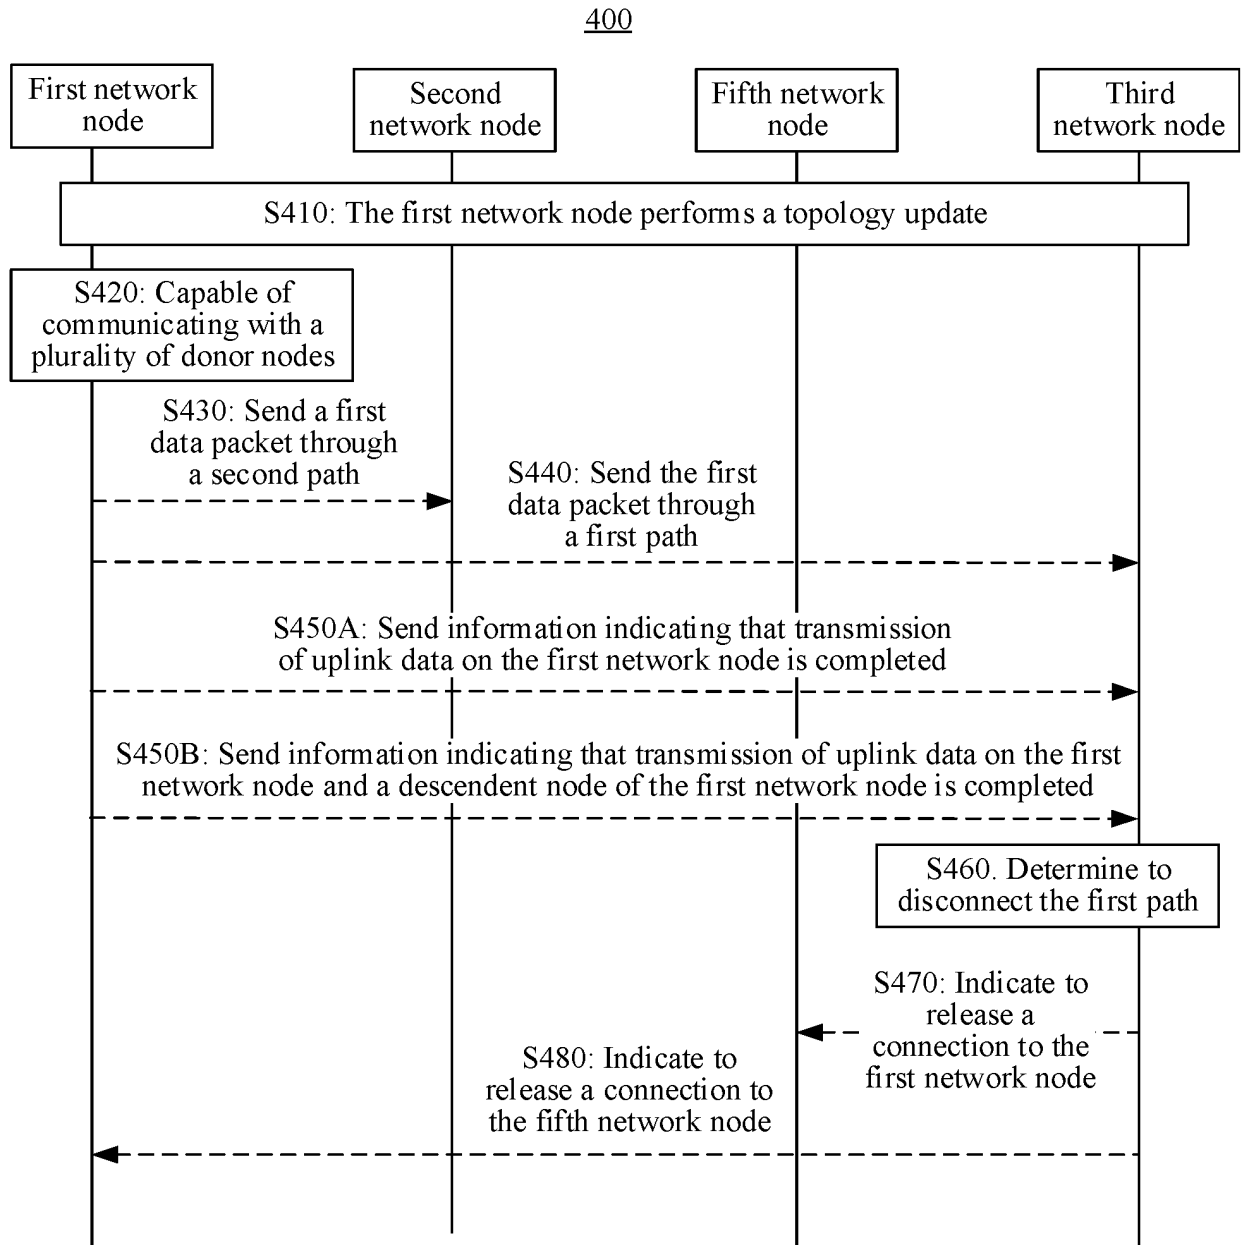 400
First network
node
Second
network node
Fifth network
node
Third
network node
S410: The first network node performs a topology update
S420: Capable of
communicating with a
plurality of donor nodes
S430: Send a first
data packet through
a second path
S440: Send the first
data packet through
a first path
S450A: Send information indicating that transmission
of uplink data on the first network node is completed
S450B: Send information indicating that transmission of uplink data on the first
network node and a descendent node of the first network node is completed
S460. Determine to
disconnect the first path
S470: Indicate to
release a
connection to the
first network node
S480: Indicate to
release a connection to
the fifth network node